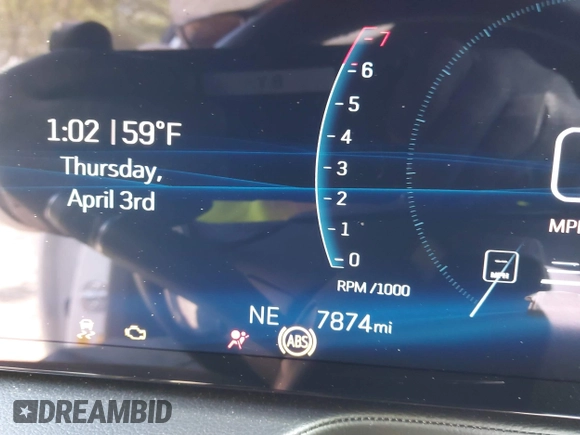 7
6
5
4
3
2
1
0
RPM /1000
1:02 | 59°F
Thursday,
April 3rd
MPH
NE 7874 mi
ABS
DREAMBID